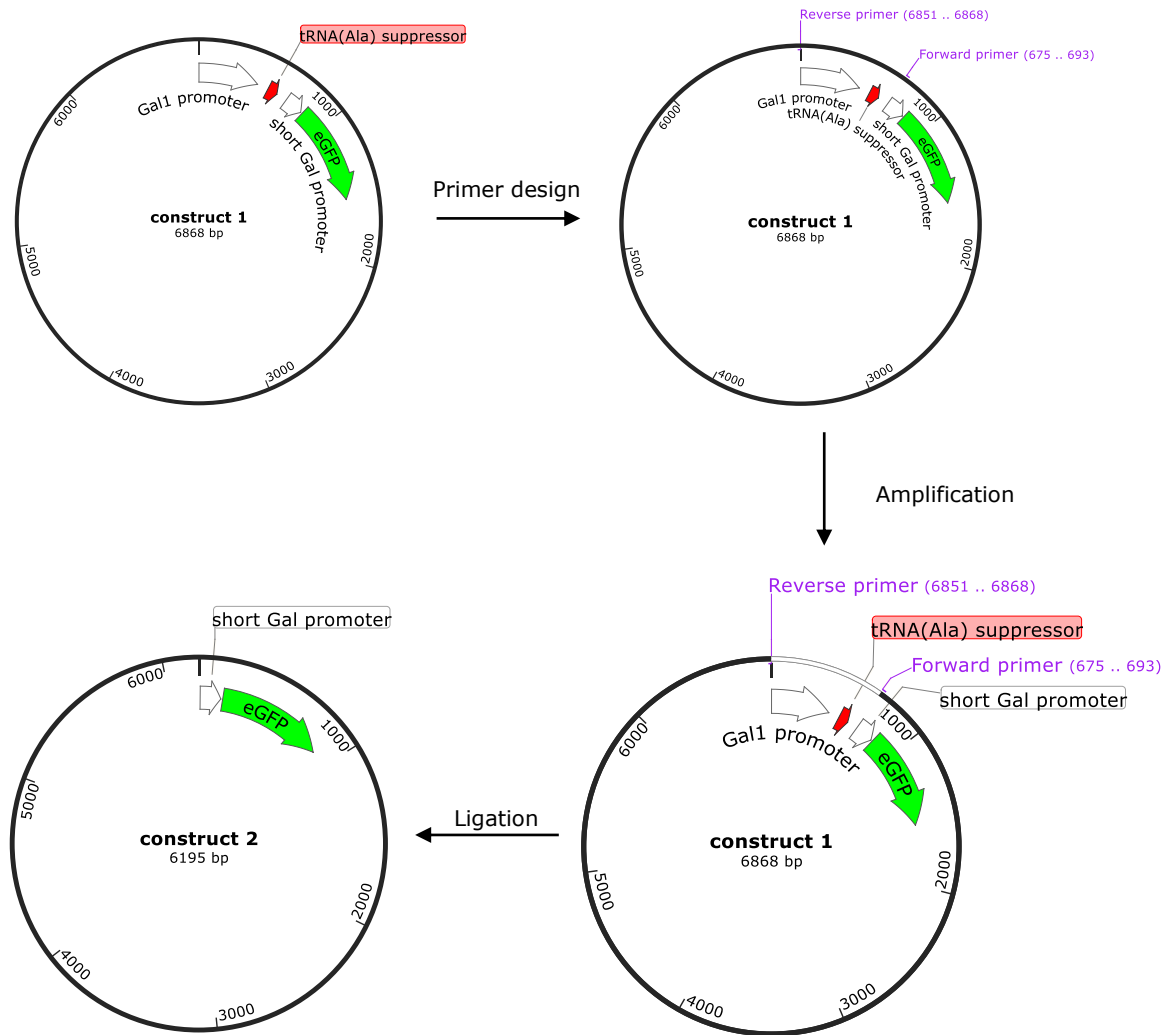 tRNA(Ala) suppressor
Gal1 promoter
short Gal promoter
eGFP
1000
2000
3000
4000
5000
6000
construct 1
6868 bp
Primer design
Reverse primer (6851 .. 6868)
Forward primer (675 .. 693)
Gal1 promoter
tRNA(Ala) suppressor
short Gal promoter
eGFP
1000
2000
3000
4000
5000
6000
construct 1
6868 bp
Amplification
Reverse primer (6851 .. 6868)
tRNA(Ala) suppressor
Forward primer (675 .. 693)
short Gal promoter
Gal1 promoter
eGFP
1000
2000
3000
4000
5000
6000
construct 1
6868 bp
Ligation
short Gal promoter
eGFP
1000
2000
3000
4000
5000
6000
construct 2
6195 bp